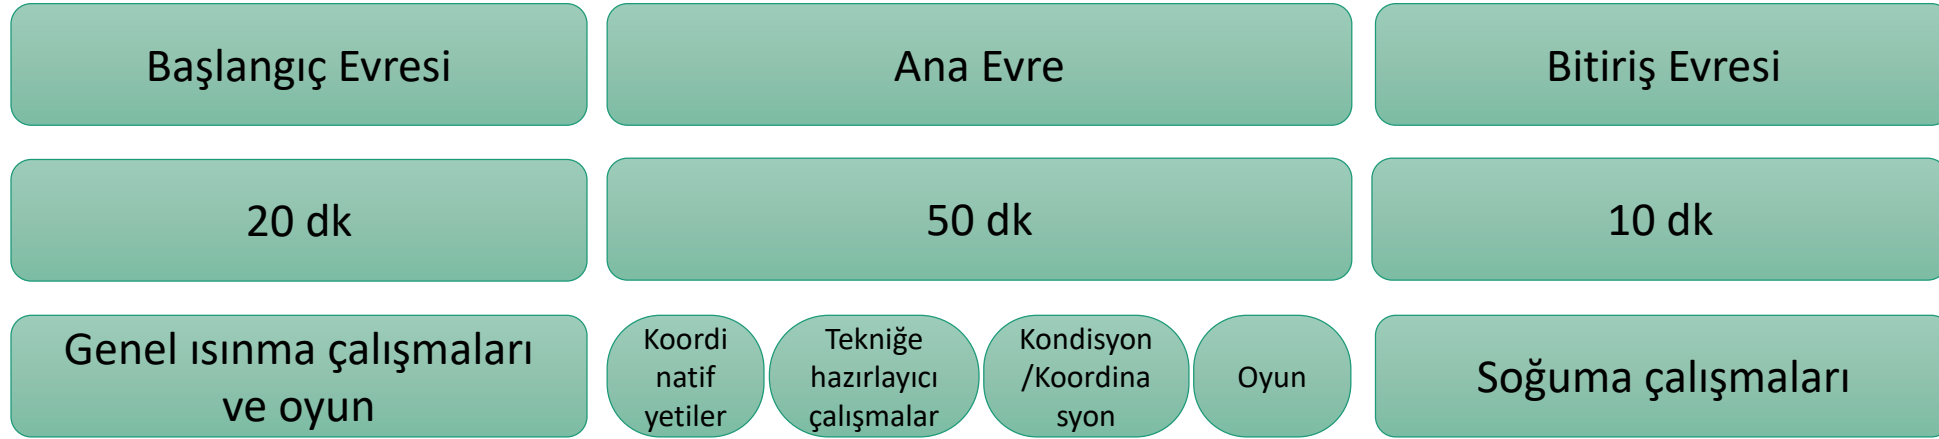 Başlangıç Evresi
Ana Evre
Bitiriş Evresi
20 dk
50 dk
10 dk
Genel ısınma çalışmaları
ve oyun
Koordi
natif
yetiler
Tekniğe
hazırlayıcı
çalışmalar
Kondisyon
/Koordina
syon
Oyun
Soğuma çalışmaları